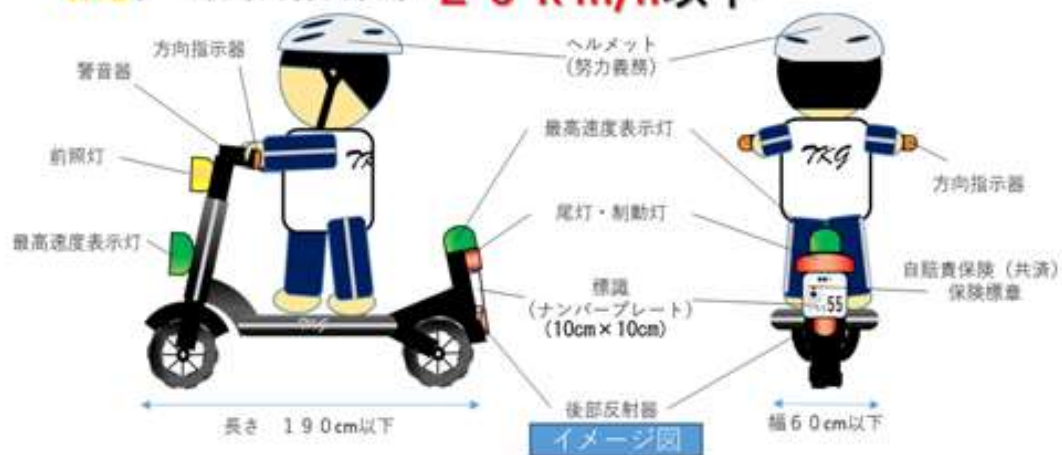 20km/h以下
方向指示器
警音器
前照灯
最高速度表示灯
ヘルメット
(努力義務)
最高速度表示灯
尾灯・制動灯
標識
(ナンバープレート)
(10cm×10cm)
後部反射器
方向指示器
自賠責保険(共済)
保険標章
TKG
TKG
TKG
55
長さ 190cm以下
幅60cm以下
イメージ図